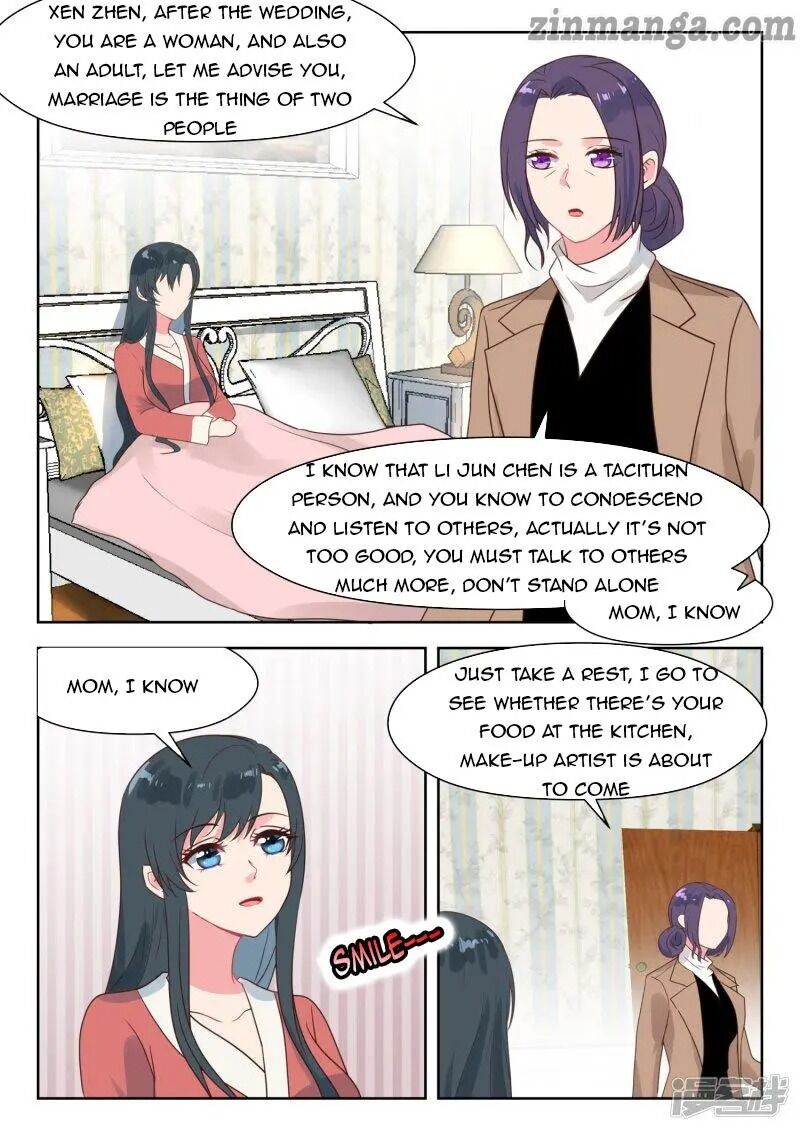 zinmanga.com
XEN ZHEN, AFTER THE WEDDING,
YOU ARE A WOMAN, AND ALSO
AN ADULT, LET ME ADVISE YOU,
MARRIAGE IS THE THING OF TWO
PEOPLE
I KNOW THAT LI JUN CHEN IS A TACITURN
PERSON, AND YOU KNOW TO CONDESCEND
AND LISTEN TO OTHERS, ACTUALLY IT'S NOT
TOO GOOD, YOU MUST TALK TO OTHERS
MUCH MORE, DON'T STAND ALONE
MOM, I KNOW
MOM, I KNOW
SMILE---
JUST TAKE A REST, I GO TO
SEE WHETHER THERE'S YOUR
FOOD AT THE KITCHEN,
MAKE-UP ARTIST IS ABOUT
TO COME
漫客栈